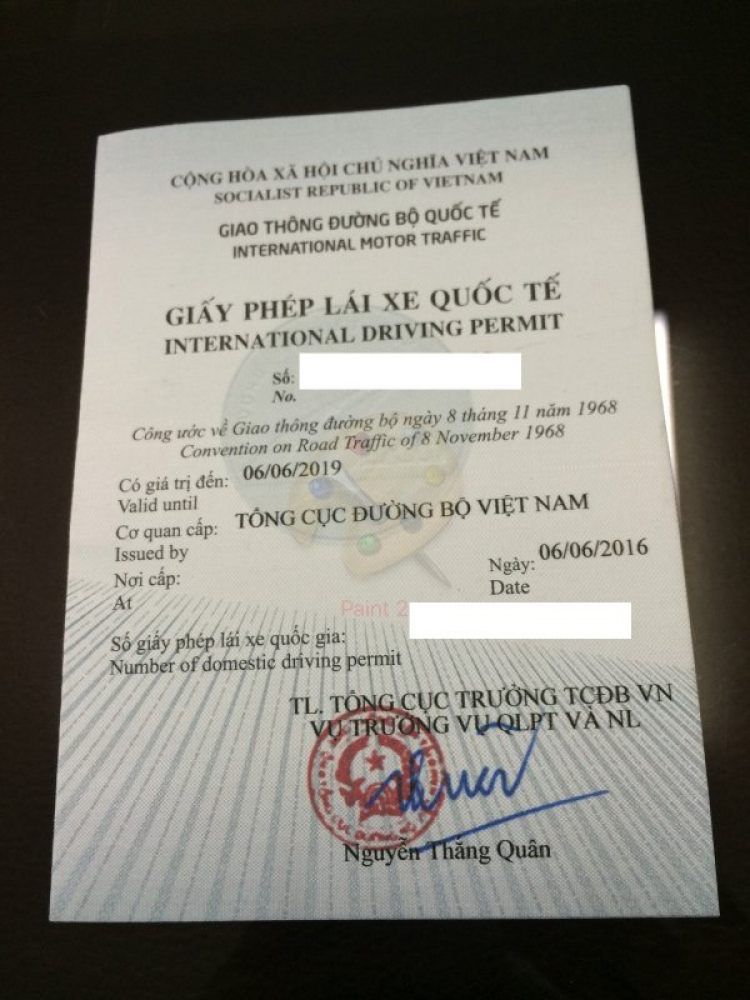 CỘNG HÒA XÃ HỘI CHỦ NGHĨA VIỆT NAM
SOCIALIST REPUBLIC OF VIETNAM
GIAO THÔNG ĐƯỜNG BỘ QUỐC TẾ
INTERNATIONAL MOTOR TRAFFIC
GIẤY PHÉP LÁI XE QUỐC TẾ
INTERNATIONAL DRIVING PERMIT
Số:
No.
Công ước về Giao thông đường bộ ngày 8 tháng 11 năm 1968
Convention on Road Traffic of 8 November 1968
Có giá trị đến: 06/06/2019
Valid until
Cơ quan cấp: TỔNG CỤC ĐƯỜNG BỘ VIỆT NAM
Issued by
Nơi cấp: Ngày: 06/06/2016
At Date
Paint 2
Số giấy phép lái xe quốc gia:
Number of domestic driving permit
TL. TỔNG CỤC TRƯỞNG TCĐB VN
VỤ TRƯỞNG VỤ QLPT VÀ NL
Nguyễn Thắng Quân